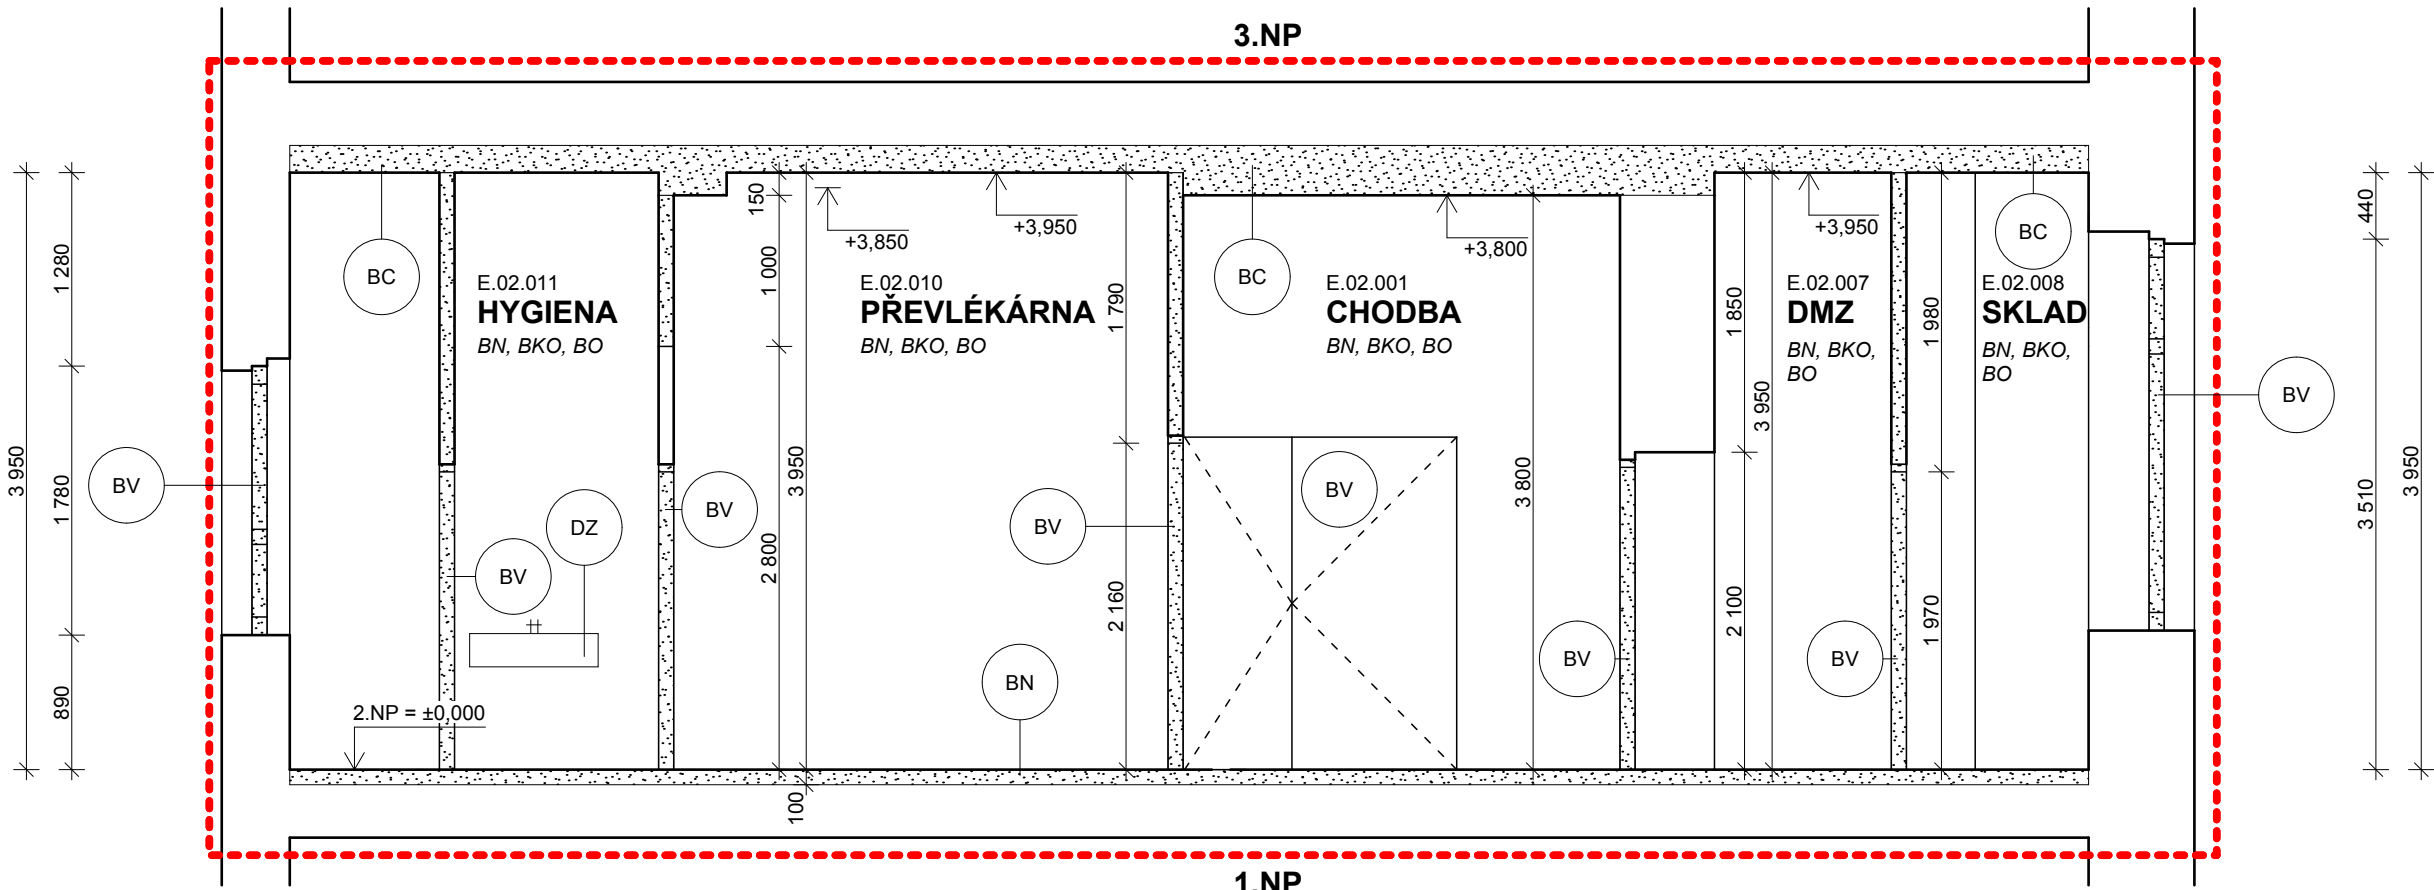 3.NP
+3,850
+3,950
+3,800
+3,950
BC
BC
BC
E.02.011
HYGIENA
BN, BKO, BO
E.02.010
PŘEVLÉKÁRNA
BN, BKO, BO
E.02.001
CHODBA
BN, BKO, BO
E.02.007
DMZ
BN, BKO,
BO
E.02.008
SKLAD
BN, BKO,
BO
3 950
1 280
1 780
890
150
1 000
2 800
3 950
100
1 790
2 160
3 800
1 850
2 100
3 950
1 980
1 970
440
3 510
3 950
BV
BV
DZ
BV
BV
BV
BV
BV
BV
BN
2.NP = ±0,000
1.NP